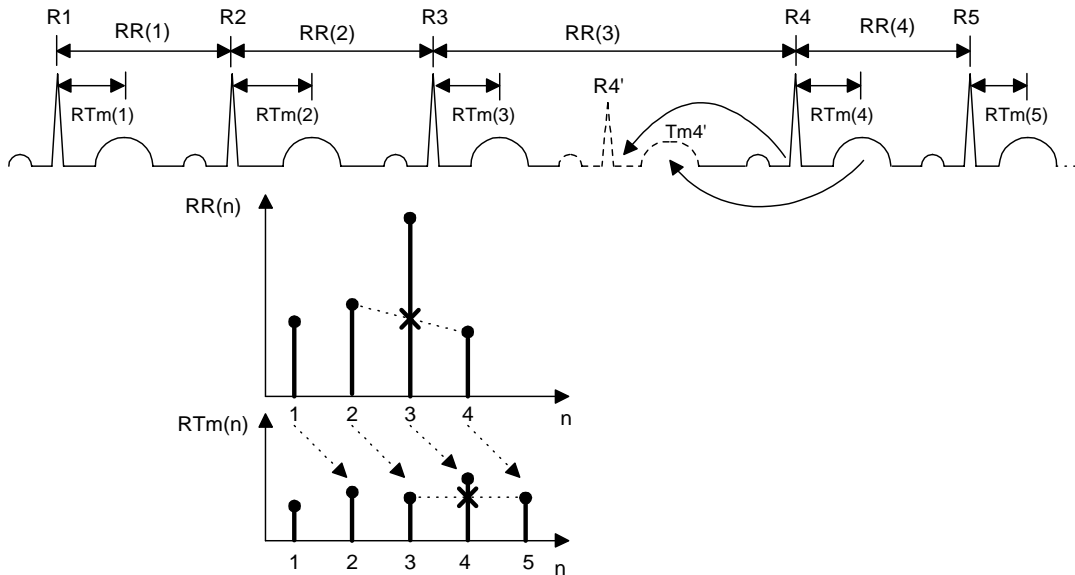 R1 R2 R3 R4 R5
RR(1) RR(2) RR(3) RR(4)
R4'
RTm(1) RTm(2) RTm(3) Tm4' RTm(4) RTm(5)
RR(n)
1 2 3 4 n
RTm(n)
1 2 3 4 5 n